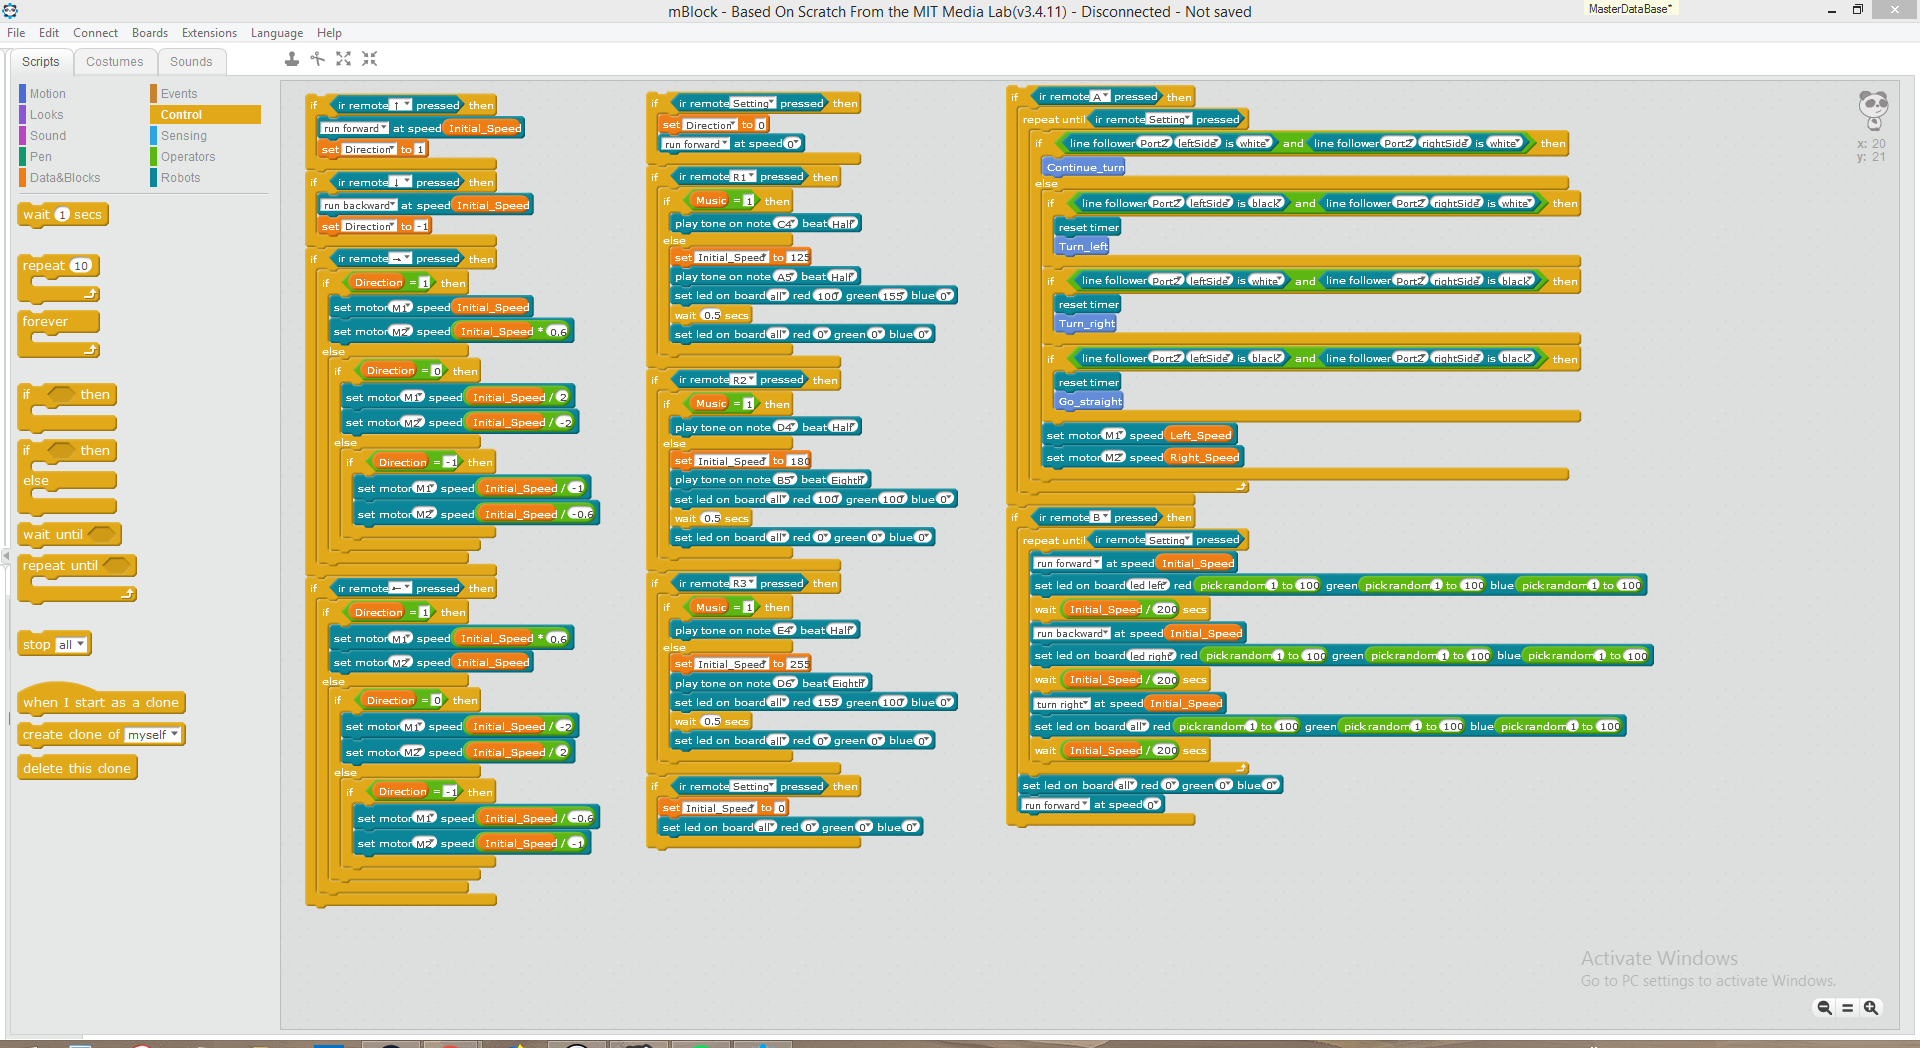 mBlock - Based On Scratch From the MIT Media Lab(v3.4.11) - Disconnected - Not saved
MasterDataBase*
File Edit Connect Boards Extensions Language Help
Scripts Costumes Sounds
Motion Events
Looks Control
Sound Sensing
Pen Operators
Data&Blocks Robots
wait 1 secs
repeat 10
forever
if then
if then
else
wait until
repeat until
stop all
when I start as a clone
create clone of myself
delete this clone
if ir remote ↑ pressed then
run forward at speed Initial_Speed
set Direction to 1
if ir remote ↓ pressed then
run backward at speed Initial_Speed
set Direction to -1
if ir remote → pressed then
if Direction = 1 then
set motor M1 speed Initial_Speed
set motor M2 speed Initial_Speed * 0.6
else
if Direction = 0 then
set motor M1 speed Initial_Speed / 2
set motor M2 speed Initial_Speed / -2
else
if Direction = -1 then
set motor M1 speed Initial_Speed / -1
set motor M2 speed Initial_Speed / -0.6
if ir remote ← pressed then
if Direction = 1 then
set motor M1 speed Initial_Speed * 0.6
set motor M2 speed Initial_Speed
else
if Direction = 0 then
set motor M1 speed Initial_Speed / -2
set motor M2 speed Initial_Speed / 2
else
if Direction = -1 then
set motor M1 speed Initial_Speed / -0.6
set motor M2 speed Initial_Speed / -1
if ir remote Setting pressed then
set Direction to 0
run forward at speed 0
if ir remote R1 pressed then
if Music = 1 then
play tone on note C4 beat Half
else
set Initial_Speed to 125
play tone on note A5 beat Half
set led on board all red 100 green 155 blue 0
wait 0.5 secs
set led on board all red 0 green 0 blue 0
if ir remote R2 pressed then
if Music = 1 then
play tone on note D4 beat Half
else
set Initial_Speed to 180
play tone on note B5 beat Eighth
set led on board all red 100 green 100 blue 0
wait 0.5 secs
set led on board all red 0 green 0 blue 0
if ir remote R3 pressed then
if Music = 1 then
play tone on note E4 beat Half
else
set Initial_Speed to 255
play tone on note D6 beat Eighth
set led on board all red 155 green 100 blue 0
wait 0.5 secs
set led on board all red 0 green 0 blue 0
if ir remote Setting pressed then
set Initial_Speed to 0
set led on board all red 0 green 0 blue 0
if ir remote A pressed then
repeat until ir remote Setting pressed
if line follower Port2 leftSide is white and line follower Port2 rightSide is white then
Continue_turn
else
if line follower Port2 leftSide is black and line follower Port2 rightSide is white then
reset timer
Turn_left
if line follower Port2 leftSide is white and line follower Port2 rightSide is black then
reset timer
Turn_right
if line follower Port2 leftSide is black and line follower Port2 rightSide is black then
reset timer
Go_straight
set motor M1 speed Left_Speed
set motor M2 speed Right_Speed
if ir remote B pressed then
repeat until ir remote Setting pressed
run forward at speed Initial_Speed
set led on board led left red pick random 1 to 100 green pick random 1 to 100 blue pick random 1 to 100
wait Initial_Speed / 200 secs
run backward at speed Initial_Speed
set led on board led right red pick random 1 to 100 green pick random 1 to 100 blue pick random 1 to 100
wait Initial_Speed / 200 secs
turn right at speed Initial_Speed
set led on board all red pick random 1 to 100 green pick random 1 to 100 blue pick random 1 to 100
wait Initial_Speed / 200 secs
set led on board all red 0 green 0 blue 0
run forward at speed 0
x: 20
y: 21
Activate Windows
Go to PC settings to activate Windows.